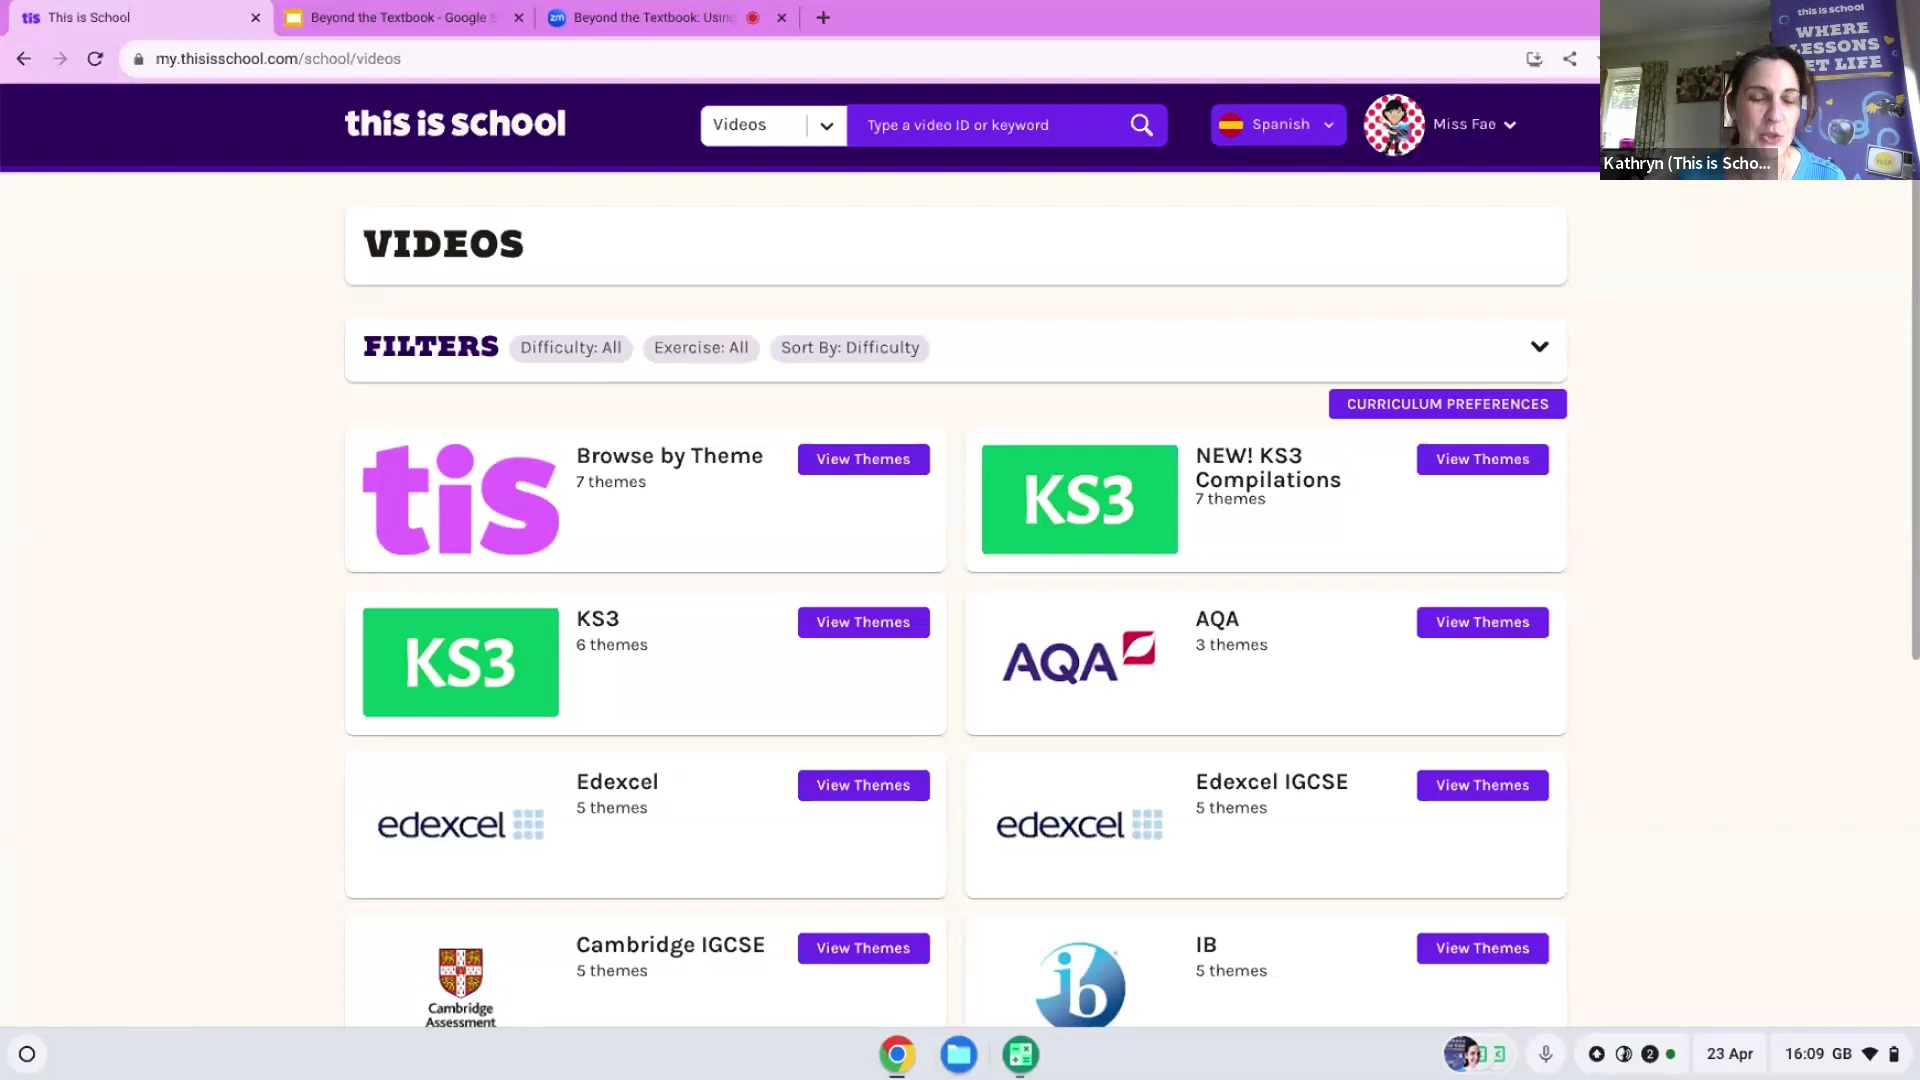 tis This is School
Beyond the Textbook - Google S
zm Beyond the Textbook: Using
my.thisisschool.com/school/videos
this is school
WHERE
LESSONS
GET LIFE
Kathryn (This is Scho...
this is school
Videos
Type a video ID or keyword
Spanish
Miss Fae
VIDEOS
FILTERS Difficulty: All Exercise: All Sort By: Difficulty
CURRICULUM PREFERENCES
tis
Browse by Theme
7 themes
View Themes
KS3
NEW! KS3
Compilations
7 themes
View Themes
KS3
KS3
6 themes
View Themes
AQA
AQA
3 themes
View Themes
edexcel
Edexcel
5 themes
View Themes
edexcel
Edexcel IGCSE
5 themes
View Themes
Cambridge
Assessment
Cambridge IGCSE
5 themes
View Themes
ib
IB
5 themes
View Themes
2
23 Apr
16:09 GB